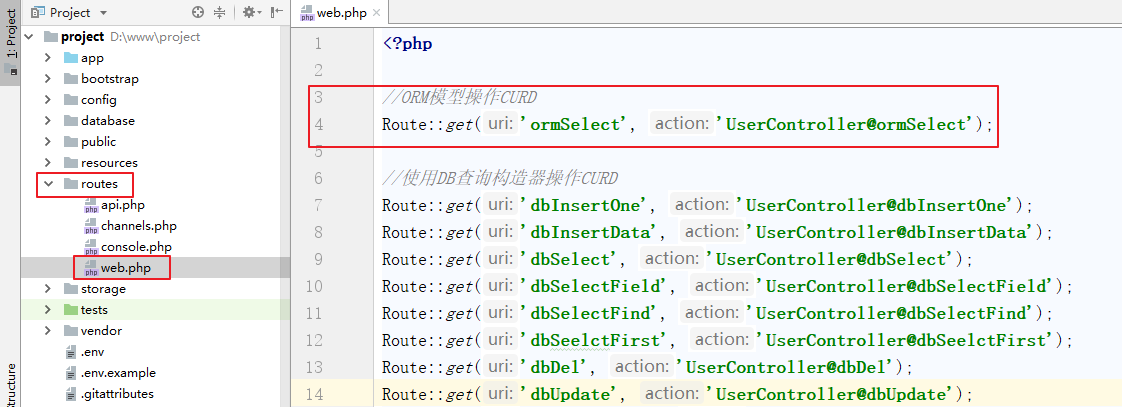 Project
web.php
1: Project
project D:\www\project
app
bootstrap
config
database
public
resources
routes
api.php
channels.php
console.php
web.php
storage
tests
vendor
.env
.env.example
.gitattributes
1 <?php
2
3 //ORM模型操作CURD
4 Route::get( uri: 'ormSelect', action: 'UserController@ormSelect');
5
6 //使用DB查询构造器操作CURD
7 Route::get( uri: 'dbInsertOne', action: 'UserController@dbInsertOne');
8 Route::get( uri: 'dbInsertData', action: 'UserController@dbInsertData');
9 Route::get( uri: 'dbSelect', action: 'UserController@dbSelect');
10 Route::get( uri: 'dbSelectField', action: 'UserController@dbSelectField');
11 Route::get( uri: 'dbSelectFind', action: 'UserController@dbSelectFind');
12 Route::get( uri: 'dbSeelctFirst', action: 'UserController@dbSeelctFirst');
13 Route::get( uri: 'dbDel', action: 'UserController@dbDel');
14 Route::get( uri: 'dbUpdate', action: 'UserController@dbUpdate');